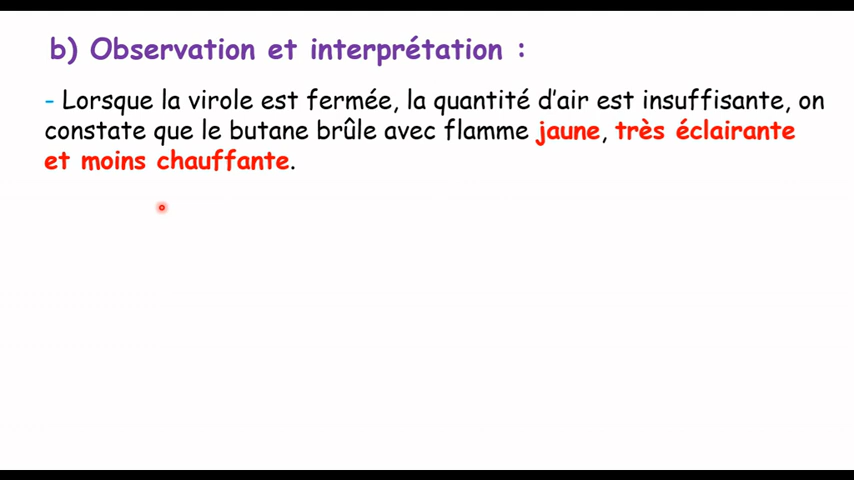 b) Observation et interprétation :
- Lorsque la virole est fermée, la quantité d'air est insuffisante, on
constate que le butane brûle avec flamme jaune, très éclairante
et moins chauffante.